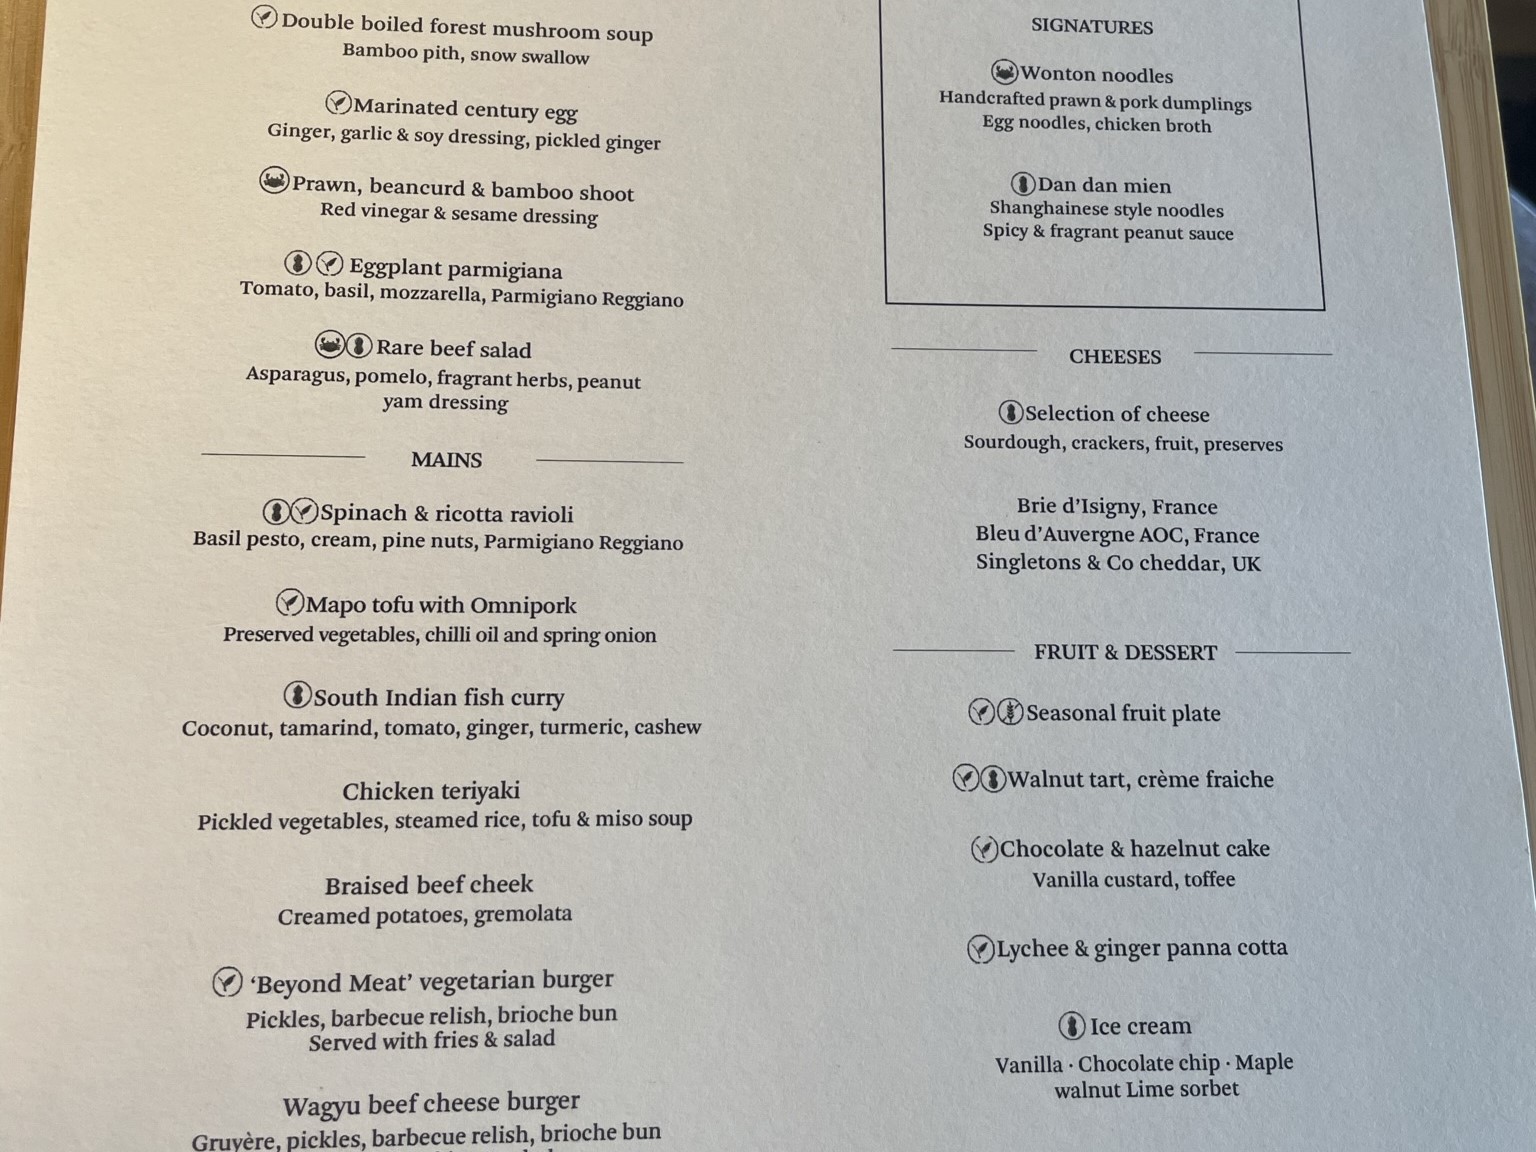 Double boiled forest mushroom soup
Bamboo pith, snow swallow
Marinated century egg
Ginger, garlic & soy dressing, pickled ginger
Prawn, beancurd & bamboo shoot
Red vinegar & sesame dressing
Eggplant parmigiana
Tomato, basil, mozzarella, Parmigiano Reggiano
Rare beef salad
Asparagus, pomelo, fragrant herbs, peanut
yam dressing
MAINS
Spinach & ricotta ravioli
Basil pesto, cream, pine nuts, Parmigiano Reggiano
Mapo tofu with Omnipork
Preserved vegetables, chilli oil and spring onion
South Indian fish curry
Coconut, tamarind, tomato, ginger, turmeric, cashew
Chicken teriyaki
Pickled vegetables, steamed rice, tofu & miso soup
Braised beef cheek
Creamed potatoes, gremolata
‘Beyond Meat’ vegetarian burger
Pickles, barbecue relish, brioche bun
Served with fries & salad
Wagyu beef cheese burger
Gruyère, pickles, barbecue relish, brioche bun
SIGNATURES
Wonton noodles
Handcrafted prawn & pork dumplings
Egg noodles, chicken broth
Dan dan mien
Shanghainese style noodles
Spicy & fragrant peanut sauce
CHEESES
Selection of cheese
Sourdough, crackers, fruit, preserves
Brie d’Isigny, France
Bleu d’Auvergne AOC, France
Singletons & Co cheddar, UK
FRUIT & DESSERT
Seasonal fruit plate
Walnut tart, crème fraiche
Chocolate & hazelnut cake
Vanilla custard, toffee
Lychee & ginger panna cotta
Ice cream
Vanilla · Chocolate chip · Maple
walnut Lime sorbet